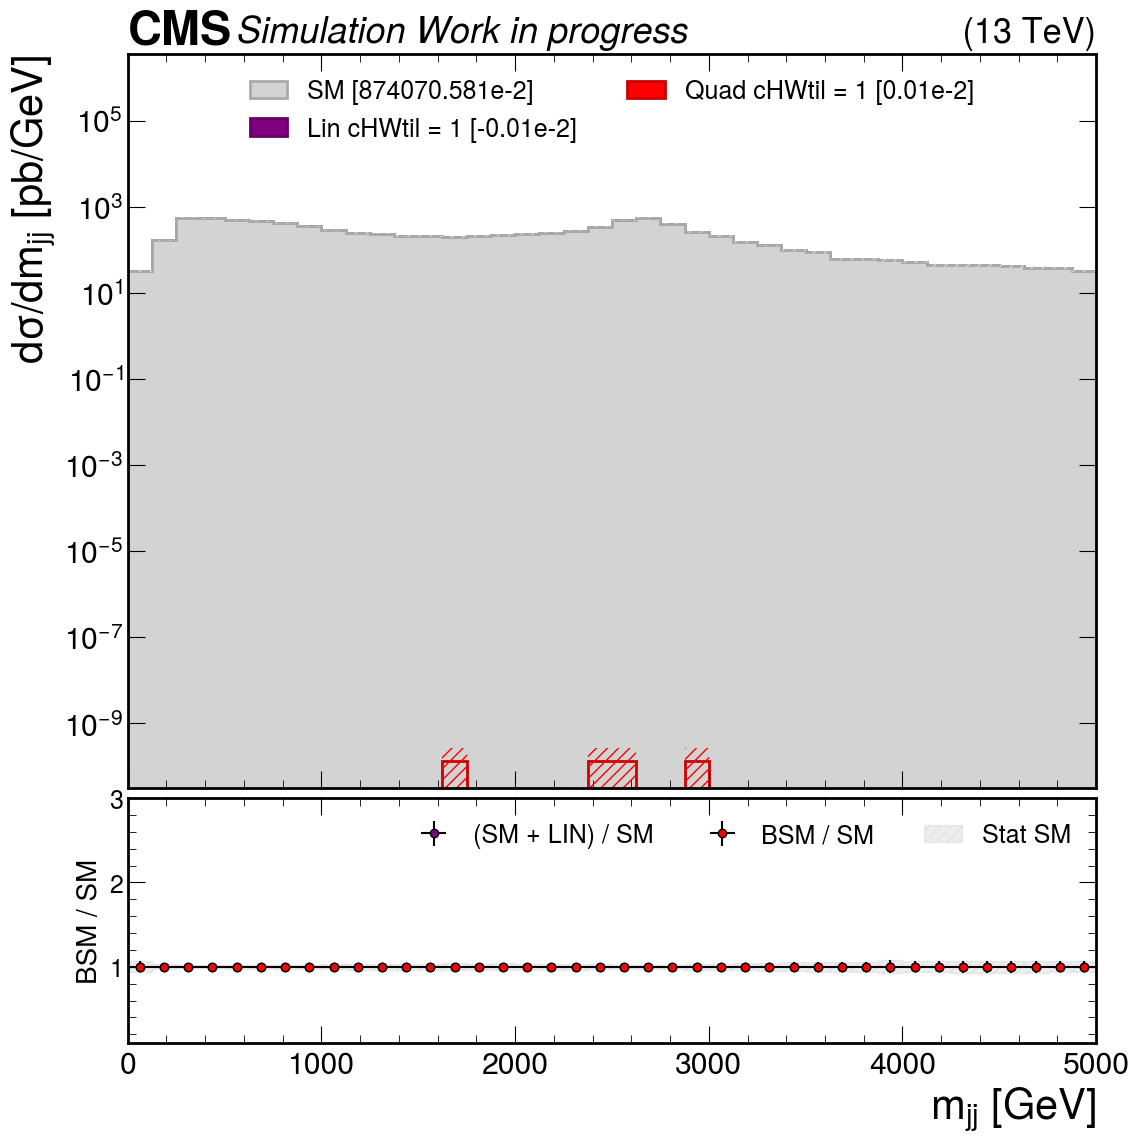 CMS Simulation Work in progress (13 TeV)
SM [874070.581e-2]
Quad cHWtil = 1 [0.01e-2]
Lin cHWtil = 1 [-0.01e-2]
dσ/dm_jj [pb/GeV]
10^5
10^3
10^1
10^−1
10^−3
10^−5
10^−7
10^−9
(SM + LIN) / SM
BSM / SM
Stat SM
BSM / SM
3
2
1
0 1000 2000 3000 4000 5000
m_jj [GeV]